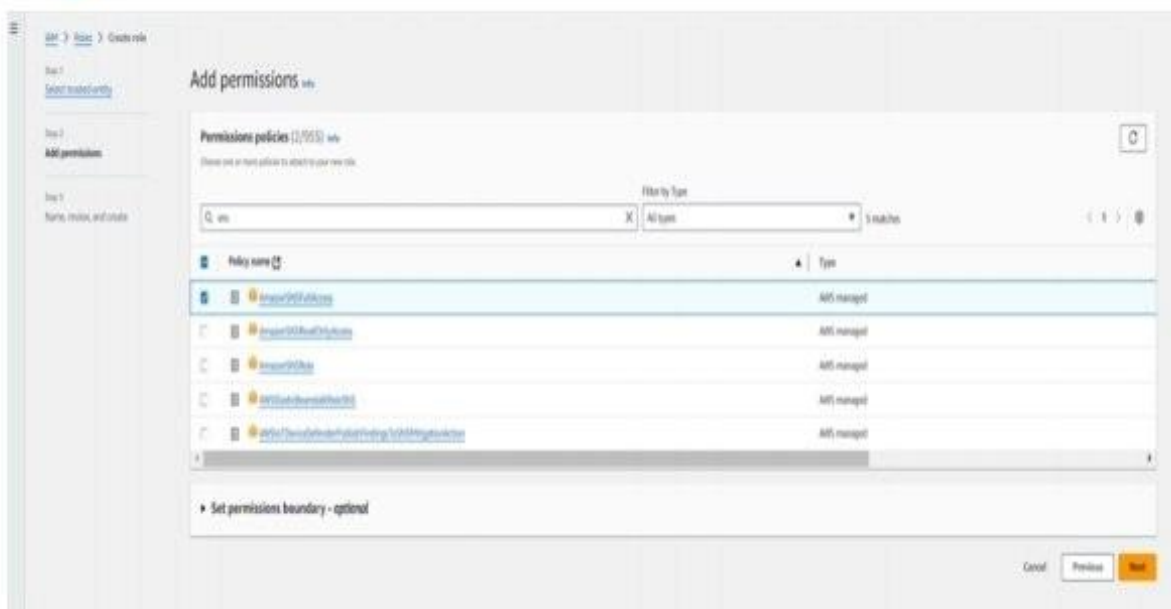 IAM > Roles > Create role
Step 1
Select trusted entity
Step 2
Add permissions
Step 3
Name, review, and create
Add permissions Info
Permissions policies (2/955) Info
Choose one or more policies to attach to your new role.
Filter by Type
sns
All types
5 matches
1
Policy name
Type
AmazonSNSFullAccess
AWS managed
AmazonSNSReadOnlyAccess
AWS managed
AmazonSNSRole
AWS managed
AWS managed
AWSIoTDeviceDefenderPublishFindingsToSNSMitigationAction
AWS managed
Set permissions boundary - optional
Cancel
Previous
Next